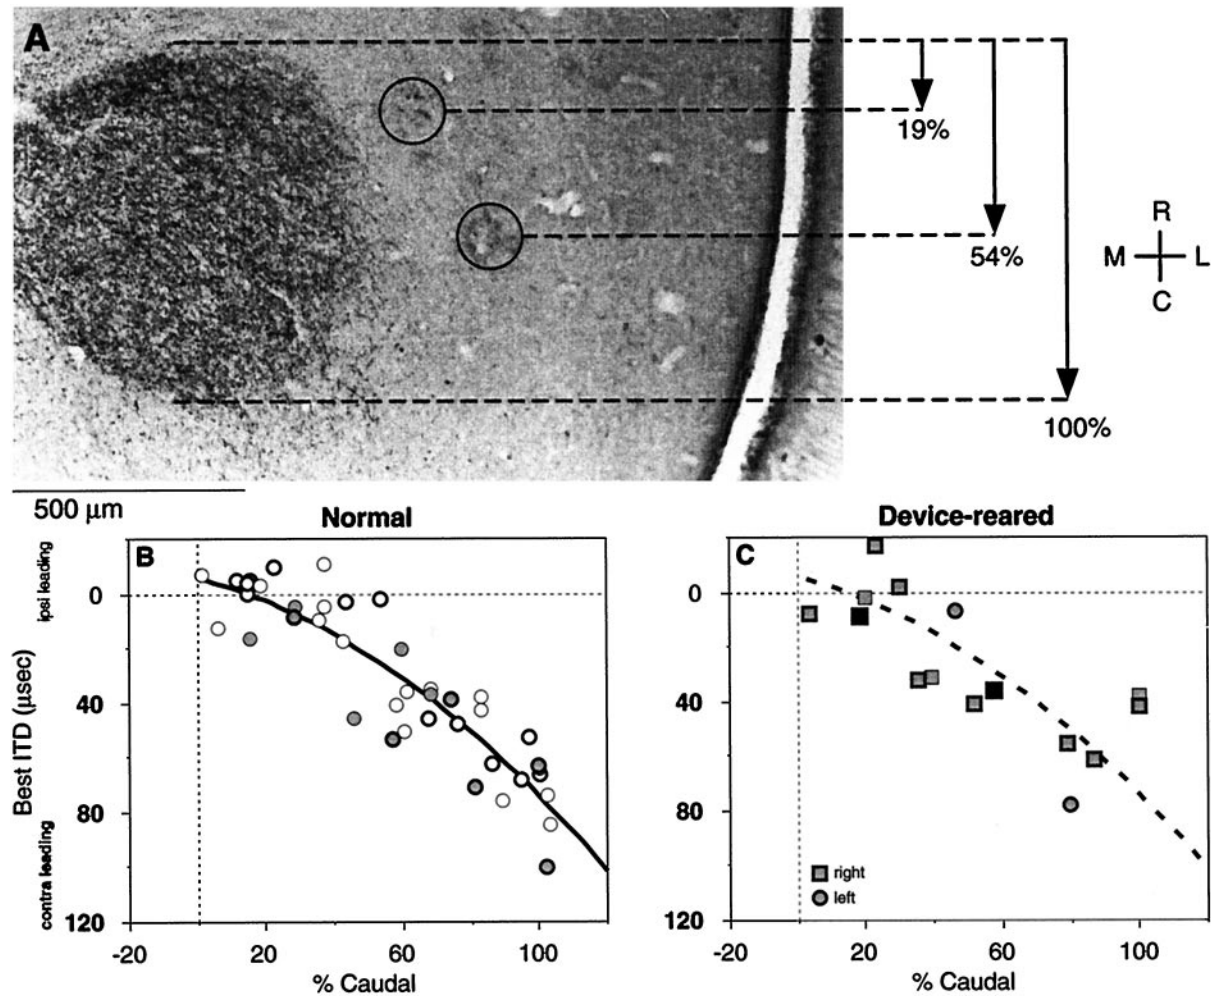 A
19%
54%
100%
R
M L
C
500 µm
Normal
Device-reared
B
C
ipsi leading
contra leading
Best ITD (µsec)
0
40
80
120
-20
20
60
100
% Caudal
0
40
80
120
right
left
-20
20
60
100
% Caudal